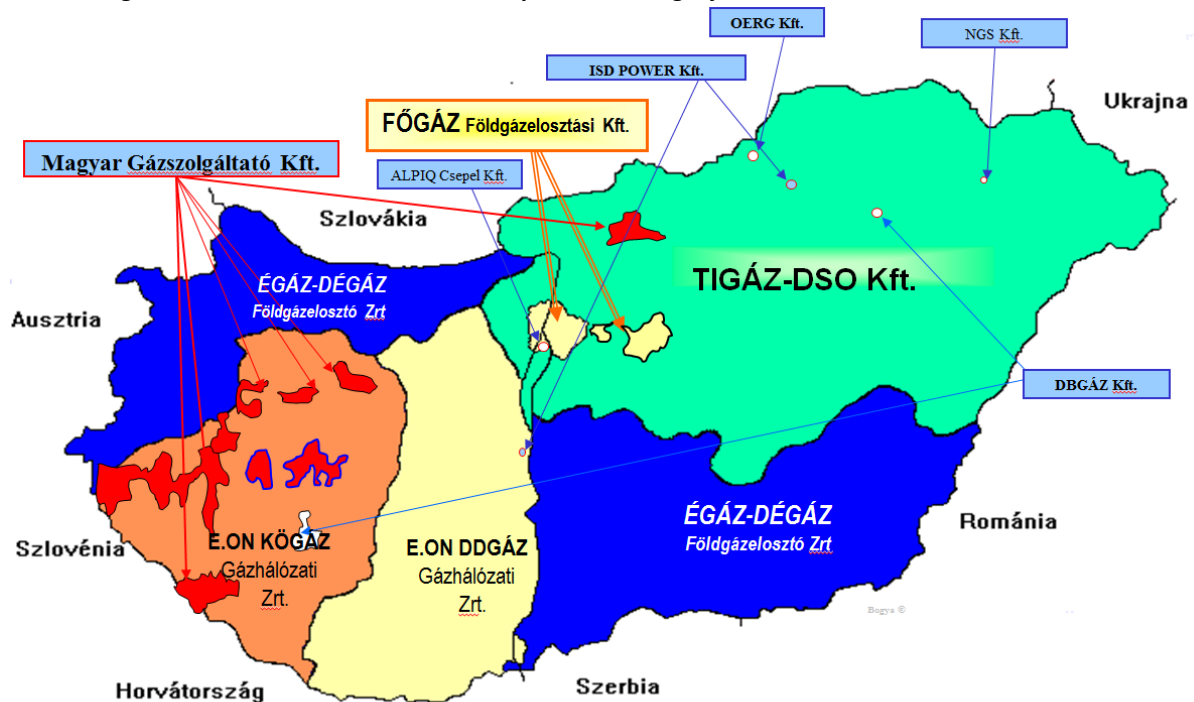 OERG Kft.
NGS Kft.
ISD POWER Kft.
Ukrajna
FŐGÁZ Földgázelosztási Kft.
Magyar Gázszolgáltató Kft.
ALPIQ Csepel Kft.
Szlovákia
TIGÁZ-DSO Kft.
ÉGÁZ-DÉGÁZ
Földgázelosztó Zrt
Ausztria
DBGÁZ Kft.
ÉGÁZ-DÉGÁZ
Földgázelosztó Zrt
Románia
Szlovénia
E.ON KÖGÁZ
Gázhálózati
Zrt.
E.ON DDGÁZ
Gázhálózati
Zrt.
Bogya ©
Szerbia
Horvátország